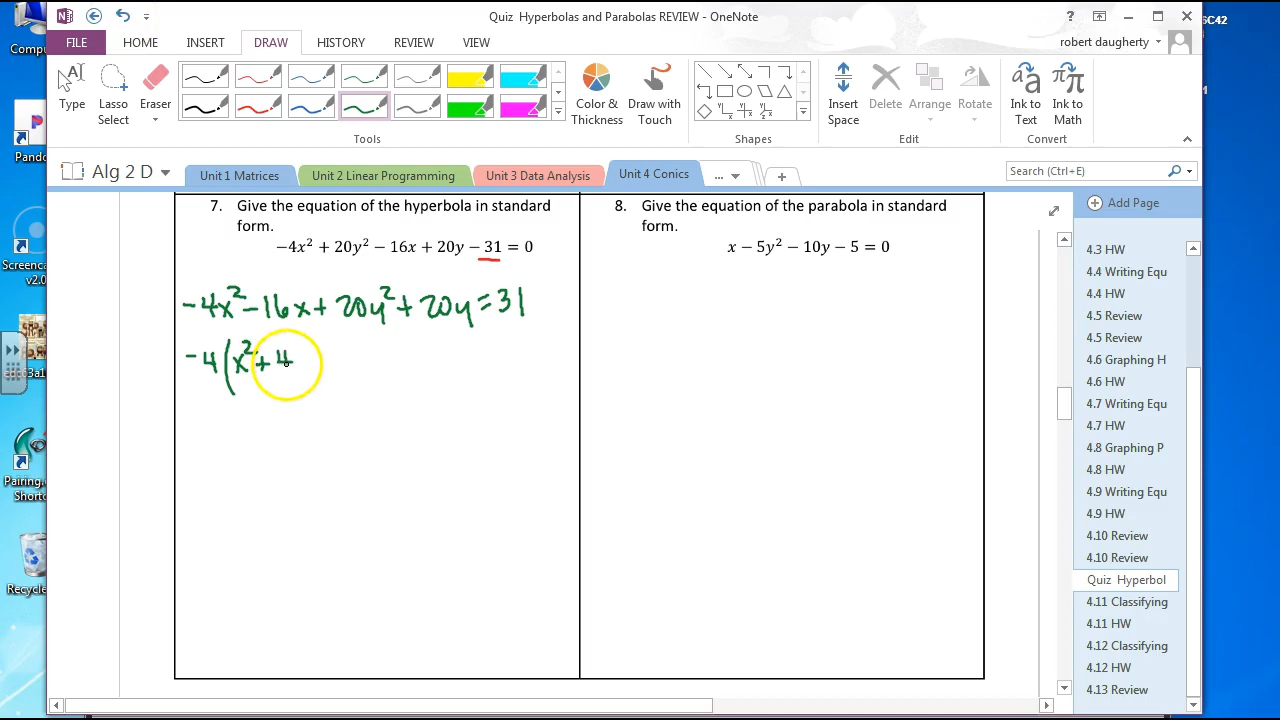 Quiz Hyperbolas and Parabolas REVIEW - OneNote
FILE HOME INSERT DRAW HISTORY REVIEW VIEW
robert daugherty
Type Lasso Select Eraser
Color & Thickness Draw with Touch
Insert Space Delete Arrange Rotate
Ink to Text Ink to Math
Tools Shapes Edit Convert
Alg 2 D Unit 1 Matrices Unit 2 Linear Programming Unit 3 Data Analysis Unit 4 Conics ... +
Search (Ctrl+E)
Add Page
4.3 HW
4.4 Writing Equ
4.4 HW
4.5 Review
4.5 Review
4.6 Graphing H
4.6 HW
4.7 Writing Equ
4.7 HW
4.8 Graphing P
4.8 HW
4.9 Writing Equ
4.9 HW
4.10 Review
4.10 Review
Quiz Hyperbol
4.11 Classifying
4.11 HW
4.12 Classifying
4.12 HW
4.13 Review
7. Give the equation of the hyperbola in standard
form.
−4x² + 20y² − 16x + 20y − 31 = 0
-4x² - 16x + 20y² + 20y = 31
-4(x² + 4
8. Give the equation of the parabola in standard
form.
x − 5y² − 10y − 5 = 0
Compu
Pando
Screenca
v2.0
Pairing.
Shortc
Recycle
6C42